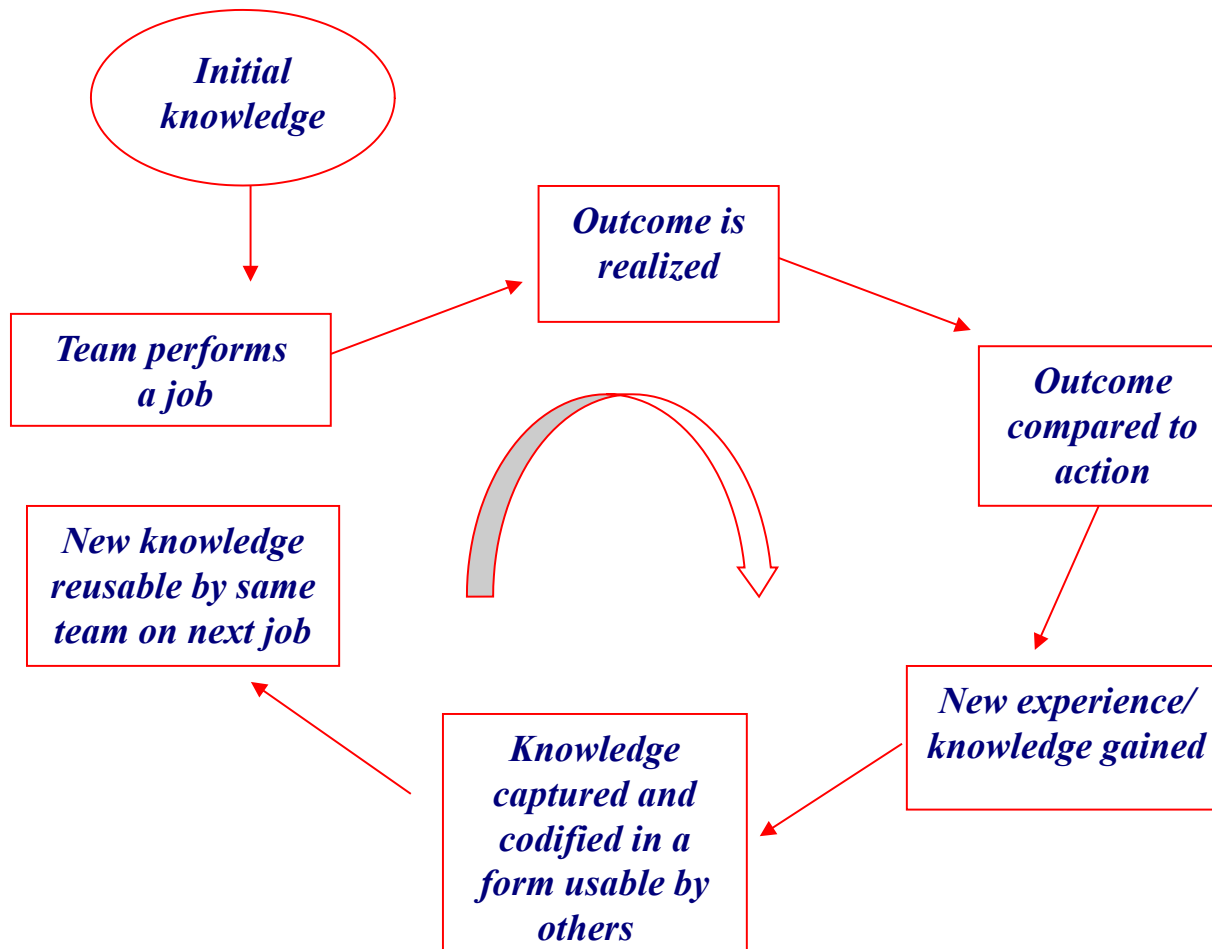 Initial
knowledge
Outcome is
realized
Team performs
a job
Outcome
compared to
action
New knowledge
reusable by same
team on next job
New experience/
knowledge gained
Knowledge
captured and
codified in a
form usable by
others